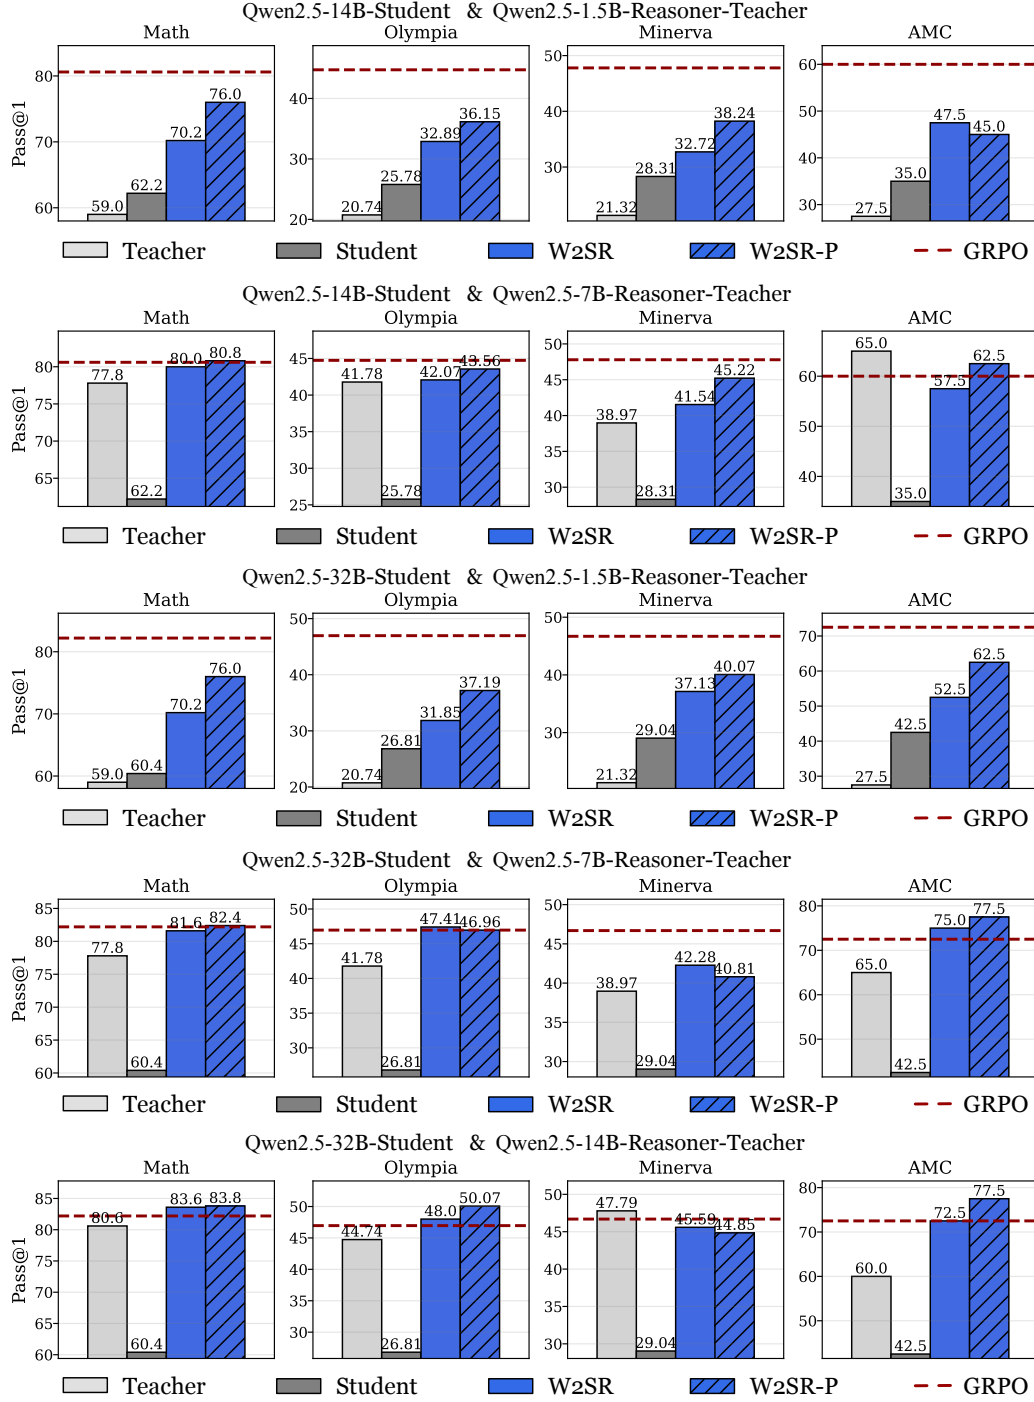 Qwen2.5-14B-Student & Qwen2.5-1.5B-Reasoner-Teacher
Math Olympia Minerva AMC
Pass@1
80 70 60
59.0 62.2 70.2 76.0
40 30 20
20.74 25.78 32.89 36.15
50 40 30
21.32 28.31 32.72 38.24
60 50 40 30
27.5 35.0 47.5 45.0
Teacher Student W2SR W2SR-P GRPO
Qwen2.5-14B-Student & Qwen2.5-7B-Reasoner-Teacher
Math Olympia Minerva AMC
Pass@1
80 75 70 65
77.8 62.2 80.0 80.8
45 40 35 30 25
41.78 25.78 42.07 43.56
50 45 40 35 30
38.97 28.31 41.54 45.22
60 40
65.0 35.0 57.5 62.5
Teacher Student W2SR W2SR-P GRPO
Qwen2.5-32B-Student & Qwen2.5-1.5B-Reasoner-Teacher
Math Olympia Minerva AMC
Pass@1
80 70 60
59.0 60.4 70.2 76.0
50 40 30 20
20.74 26.81 31.85 37.19
50 40 30
21.32 29.04 37.13 40.07
70 60 50 40 30
27.5 42.5 52.5 62.5
Teacher Student W2SR W2SR-P GRPO
Qwen2.5-32B-Student & Qwen2.5-7B-Reasoner-Teacher
Math Olympia Minerva AMC
Pass@1
85 80 75 70 65 60
77.8 60.4 81.6 82.4
50 45 40 35 30
41.78 26.81 47.41 46.96
50 45 40 35 30
38.97 29.04 42.28 40.81
80 70 60 50
65.0 42.5 75.0 77.5
Teacher Student W2SR W2SR-P GRPO
Qwen2.5-32B-Student & Qwen2.5-14B-Reasoner-Teacher
Math Olympia Minerva AMC
Pass@1
85 80 75 70 65 60
80.6 60.4 83.6 83.8
50 45 40 35 30
44.74 26.81 48.0 50.07
50 45 40 35 30
47.79 29.04 45.59 44.85
80 70 60 50
60.0 42.5 72.5 77.5
Teacher Student W2SR W2SR-P GRPO